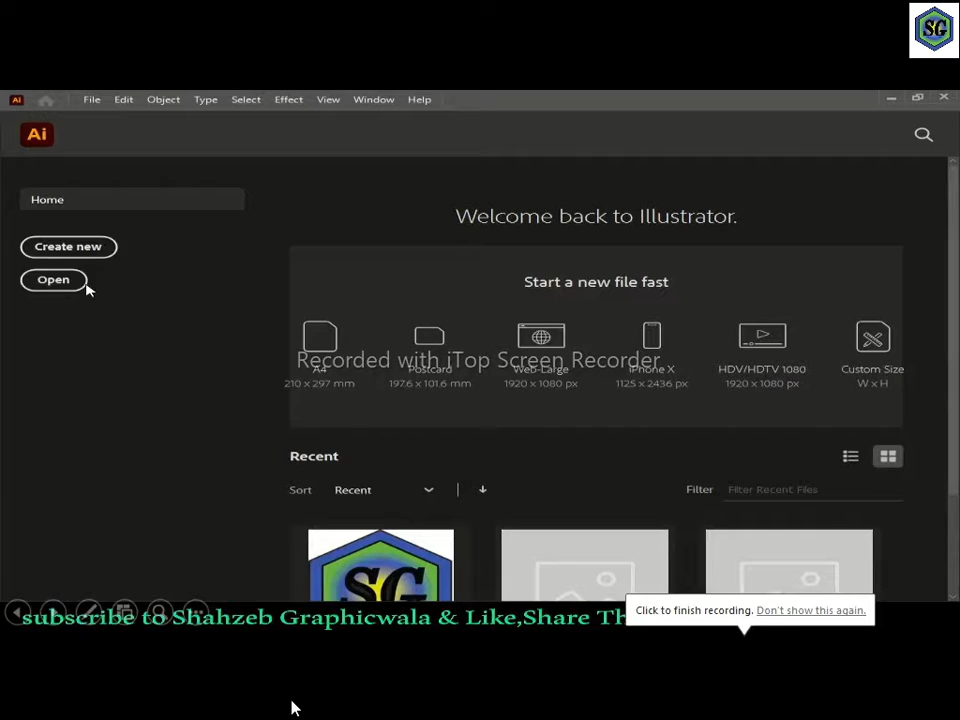 SG
Ai File Edit Object Type Select Effect View Window Help
Ai
Home
Welcome back to Illustrator.
Create new
Open
Start a new file fast
Recorded with iTop Screen Recorder
A4 Postcard Web-Large iPhone X HDV/HDTV 1080 Custom Size
210 x 297 mm 197.6 x 101.6 mm 1920 x 1080 px 1125 x 2436 px 1920 x 1080 px W x H
Recent
Sort Recent Filter Filter Recent Files
SG
Click to finish recording. Don't show this again.
subscribe to Shahzeb Graphicwala & Like,Share Th